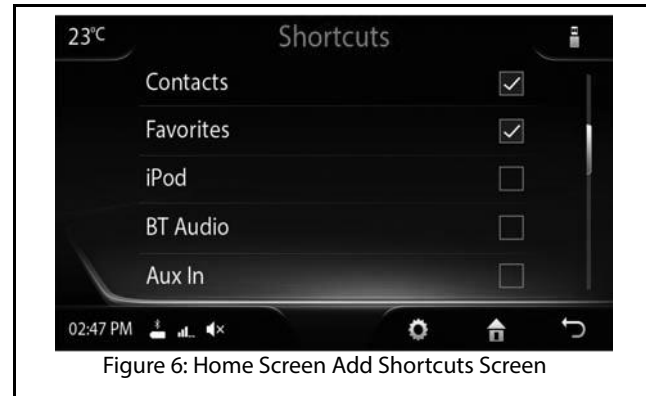 23°C Shortcuts
Contacts
Favorites
iPod
BT Audio
Aux In
02:47 PM
Figure 6: Home Screen Add Shortcuts Screen